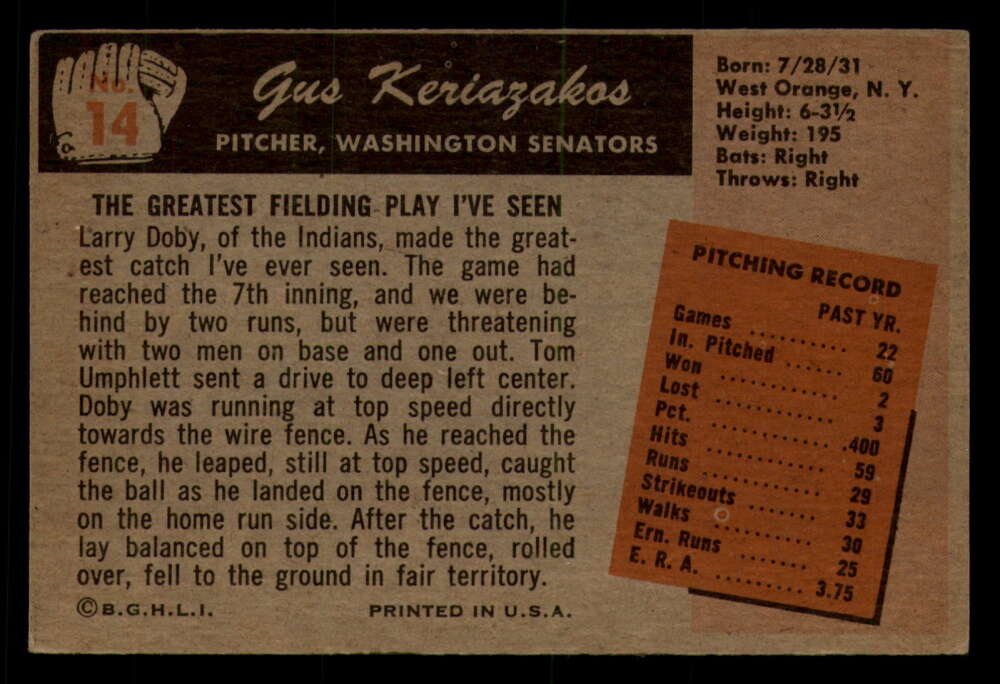 No.
14
Gus Keriazakos
PITCHER, WASHINGTON SENATORS
Born: 7/28/31
West Orange, N. Y.
Height: 6-3½
Weight: 195
Bats: Right
Throws: Right
THE GREATEST FIELDING PLAY I'VE SEEN
Larry Doby, of the Indians, made the great-
est catch I've ever seen. The game had
reached the 7th inning, and we were be-
hind by two runs, but were threatening
with two men on base and one out. Tom
Umphlett sent a drive to deep left center.
Doby was running at top speed directly
towards the wire fence. As he reached the
fence, he leaped, still at top speed, caught
the ball as he landed on the fence, mostly
on the home run side. After the catch, he
lay balanced on top of the fence, rolled
over, fell to the ground in fair territory.
©B.G.H.L.I. PRINTED IN U.S.A.
PITCHING RECORD
PAST YR.
Games .......... 22
In. Pitched ...... 60
Won ............ 2
Lost ............ 3
Pct. ............ .400
Hits ............ 59
Runs ............ 29
Strikeouts ....... 33
Walks .......... 30
Ern. Runs ....... 25
E. R. A. ......... 3.75